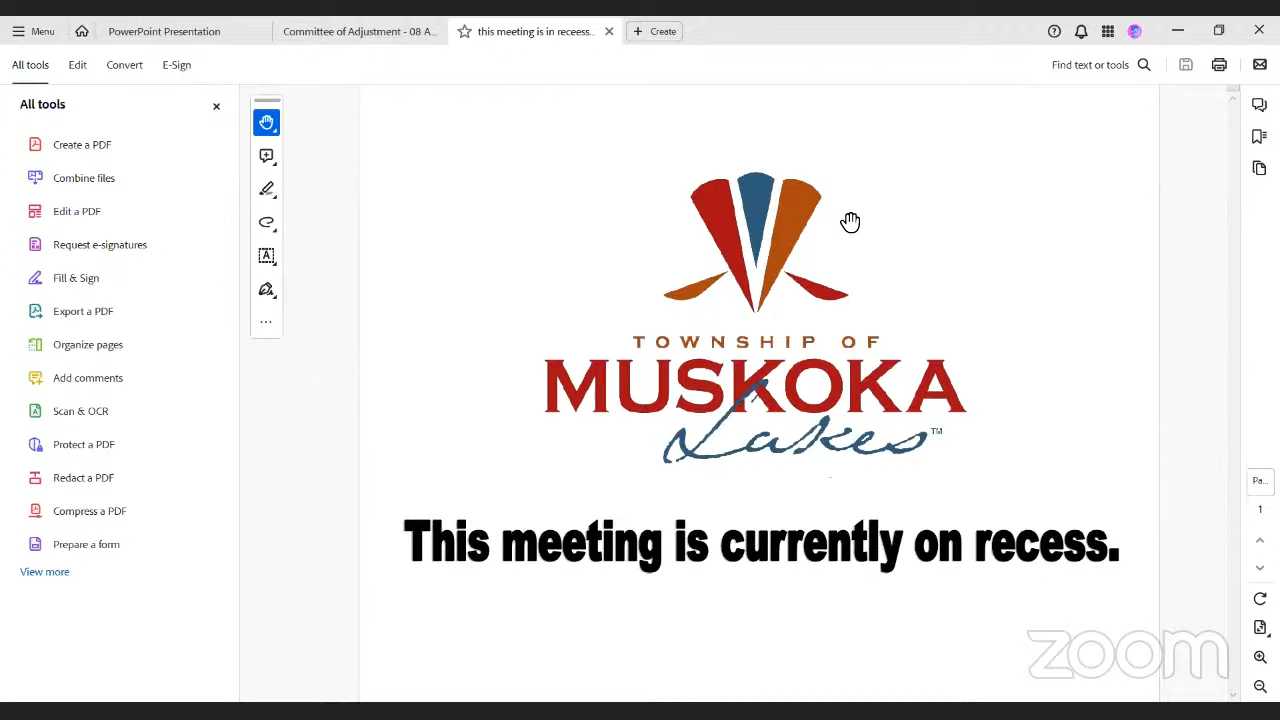 Menu
PowerPoint Presentation
Committee of Adjustment - '08 A...
this meeting is in receess...
Create
All tools
Edit
Convert
E-Sign
Find text or tools
All tools
Create a PDF
Combine files
Edit a PDF
Request e-signatures
Fill & Sign
Export a PDF
Organize pages
Add comments
Scan & OCR
Protect a PDF
Redact a PDF
Compress a PDF
Prepare a form
View more
TOWNSHIP OF
MUSKOKA
Lakes™
This meeting is currently on recess.
Pa...
1
zoom